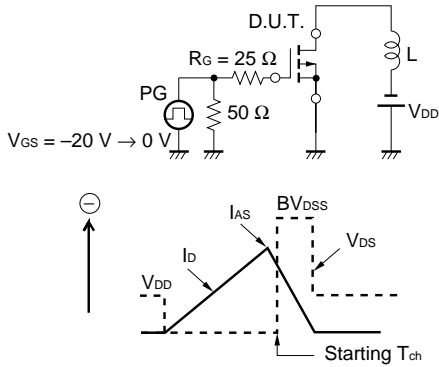 D.U.T.
RG = 25 Ω
L
PG
50 Ω
VDD
VGS = −20 V → 0 V
−
BVDSS
IAS
ID
VDS
VDD
Starting Tch